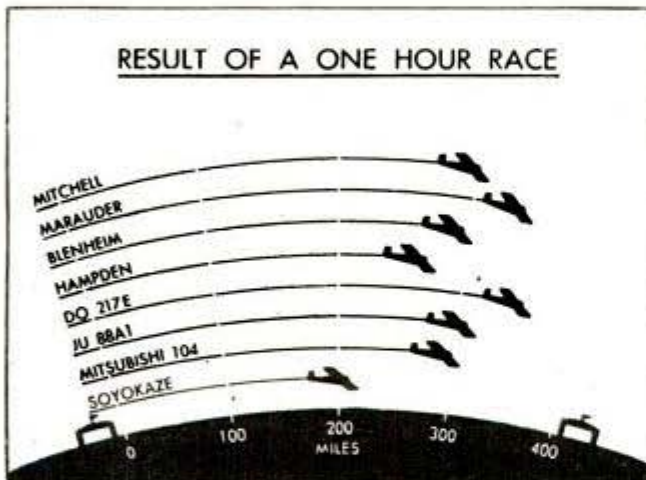 RESULT OF A ONE HOUR RACE
MITCHELL
MARAUDER
BLENHEIM
HAMPDEN
DO 217E
JU 88A1
MITSUBISHI 104
SOYOKAZE
0 100 200 300 400
MILES